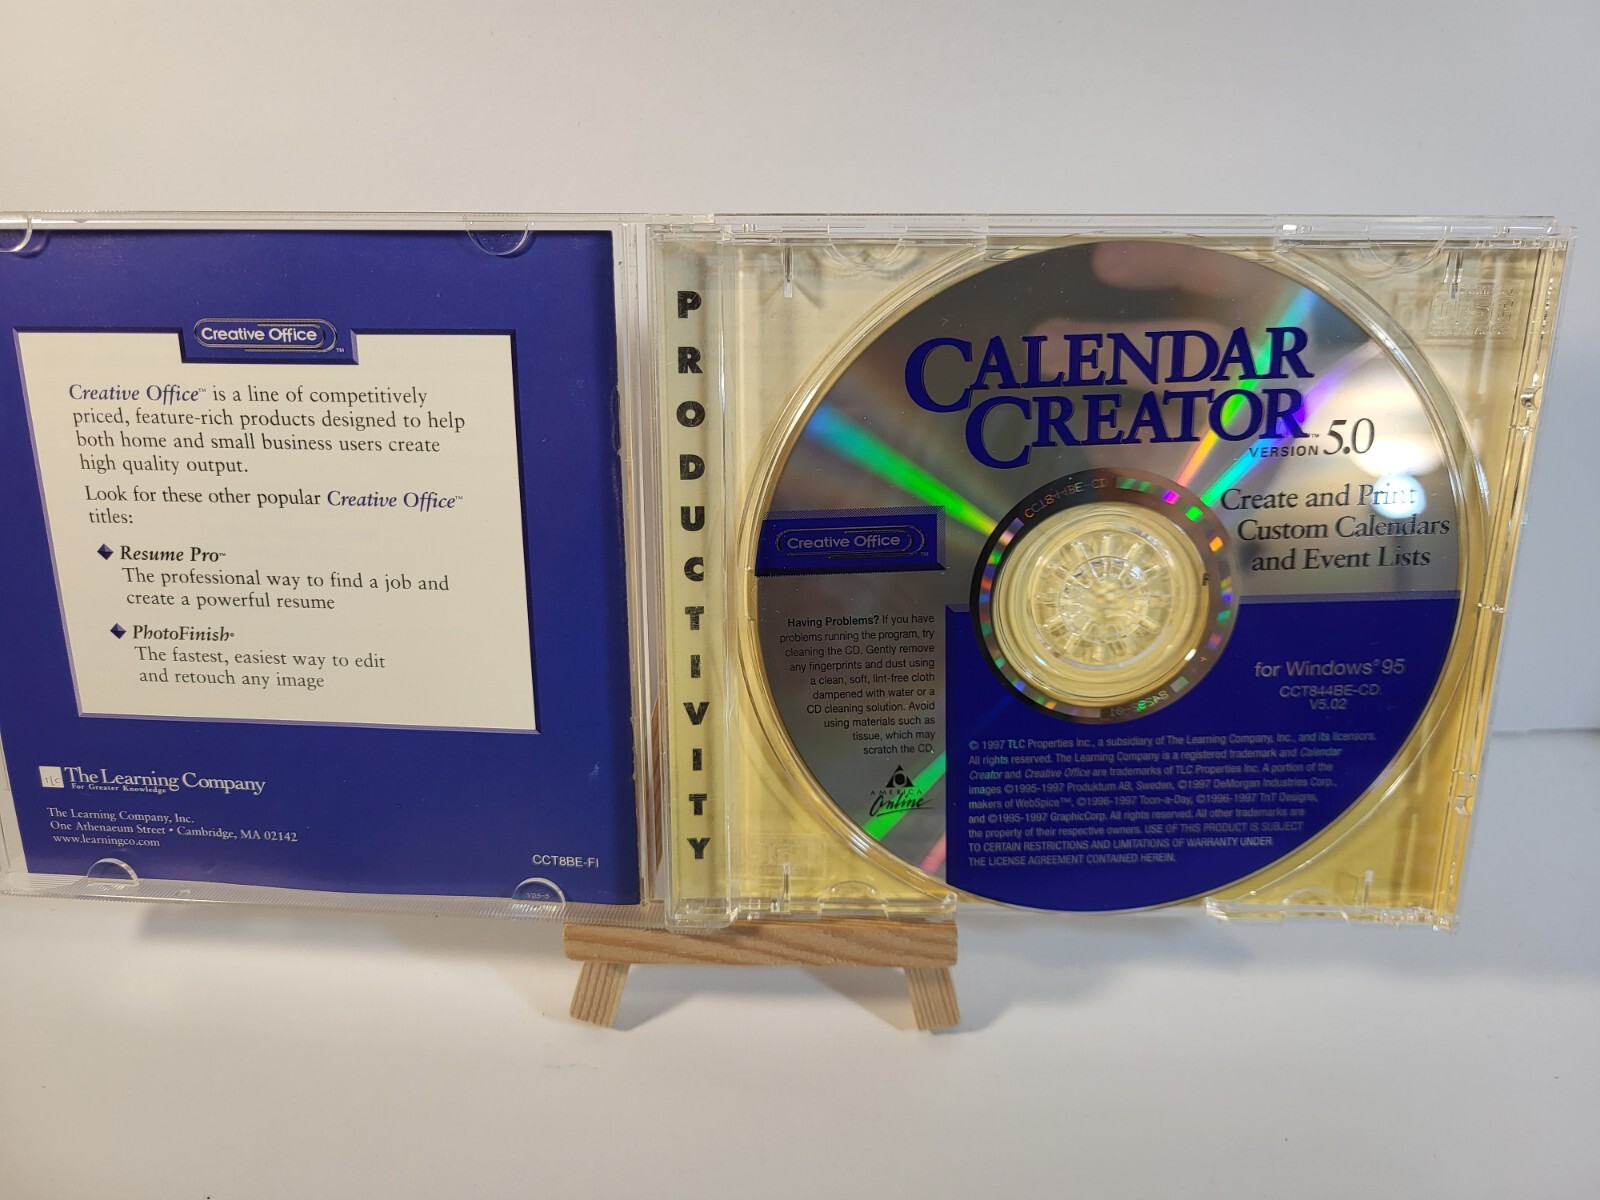 Creative Office™
Creative Office™ is a line of competitively
priced, feature-rich products designed to help
both home and small business users create
high quality output.
Look for these other popular Creative Office™
titles:
Resume Pro™
The professional way to find a job and
create a powerful resume
PhotoFinish®
The fastest, easiest way to edit
and retouch any image
TLC
The Learning Company
For Greater Knowledge
The Learning Company, Inc.
One Athenaeum Street • Cambridge, MA 02142
www.learningco.com
CCT8BE-FI
PRODUCTIVITY
CALENDAR
CREATOR™
VERSION 5.0
Create and Print
Custom Calendars
and Event Lists
CCT844BE-CD
Creative Office™
Having Problems? If you have
problems running the program, try
cleaning the CD. Gently remove
any fingerprints and dust using
a clean, soft, lint-free cloth
dampened with water or a
CD cleaning solution. Avoid
using materials such as
tissue, which may
scratch the CD.
AMERICA
Online
for Windows® 95
CCT844BE-CD
V5.02
© 1997 TLC Properties Inc., a subsidiary of The Learning Company, Inc., and its licensors.
All rights reserved. The Learning Company is a registered trademark and Calendar
Creator and Creative Office are trademarks of TLC Properties Inc. A portion of the
images ©1995-1997 Produktum AB, Sweden, ©1997 DeMorgan Industries Corp.,
makers of WebSpice™, ©1996-1997 Toon-a-Day, ©1996-1997 TnT Designs,
and ©1995-1997 GraphicCorp. All rights reserved. All other trademarks are
the property of their respective owners. USE OF THIS PRODUCT IS SUBJECT
TO CERTAIN RESTRICTIONS AND LIMITATIONS OF WARRANTY UNDER
THE LICENSE AGREEMENT CONTAINED HEREIN.